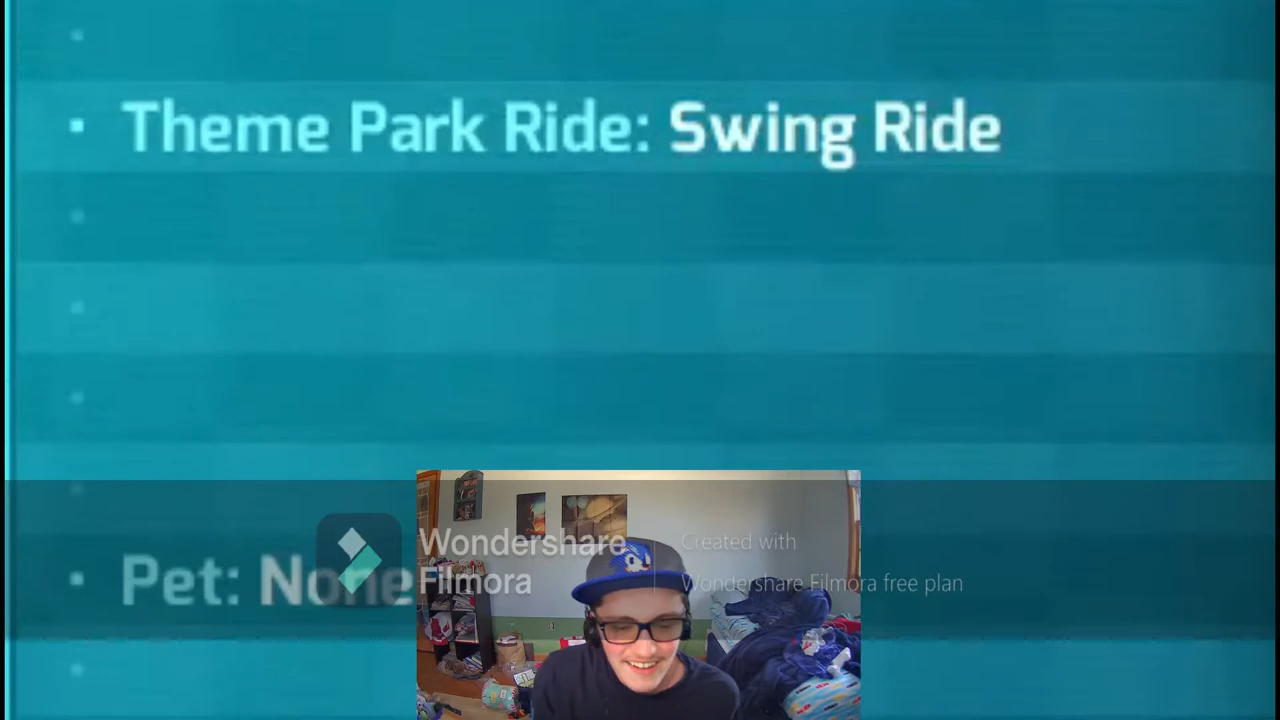 Theme Park Ride: Swing Ride
Pet: None
Wondershare
Filmora
Created with
Wondershare Filmora free plan